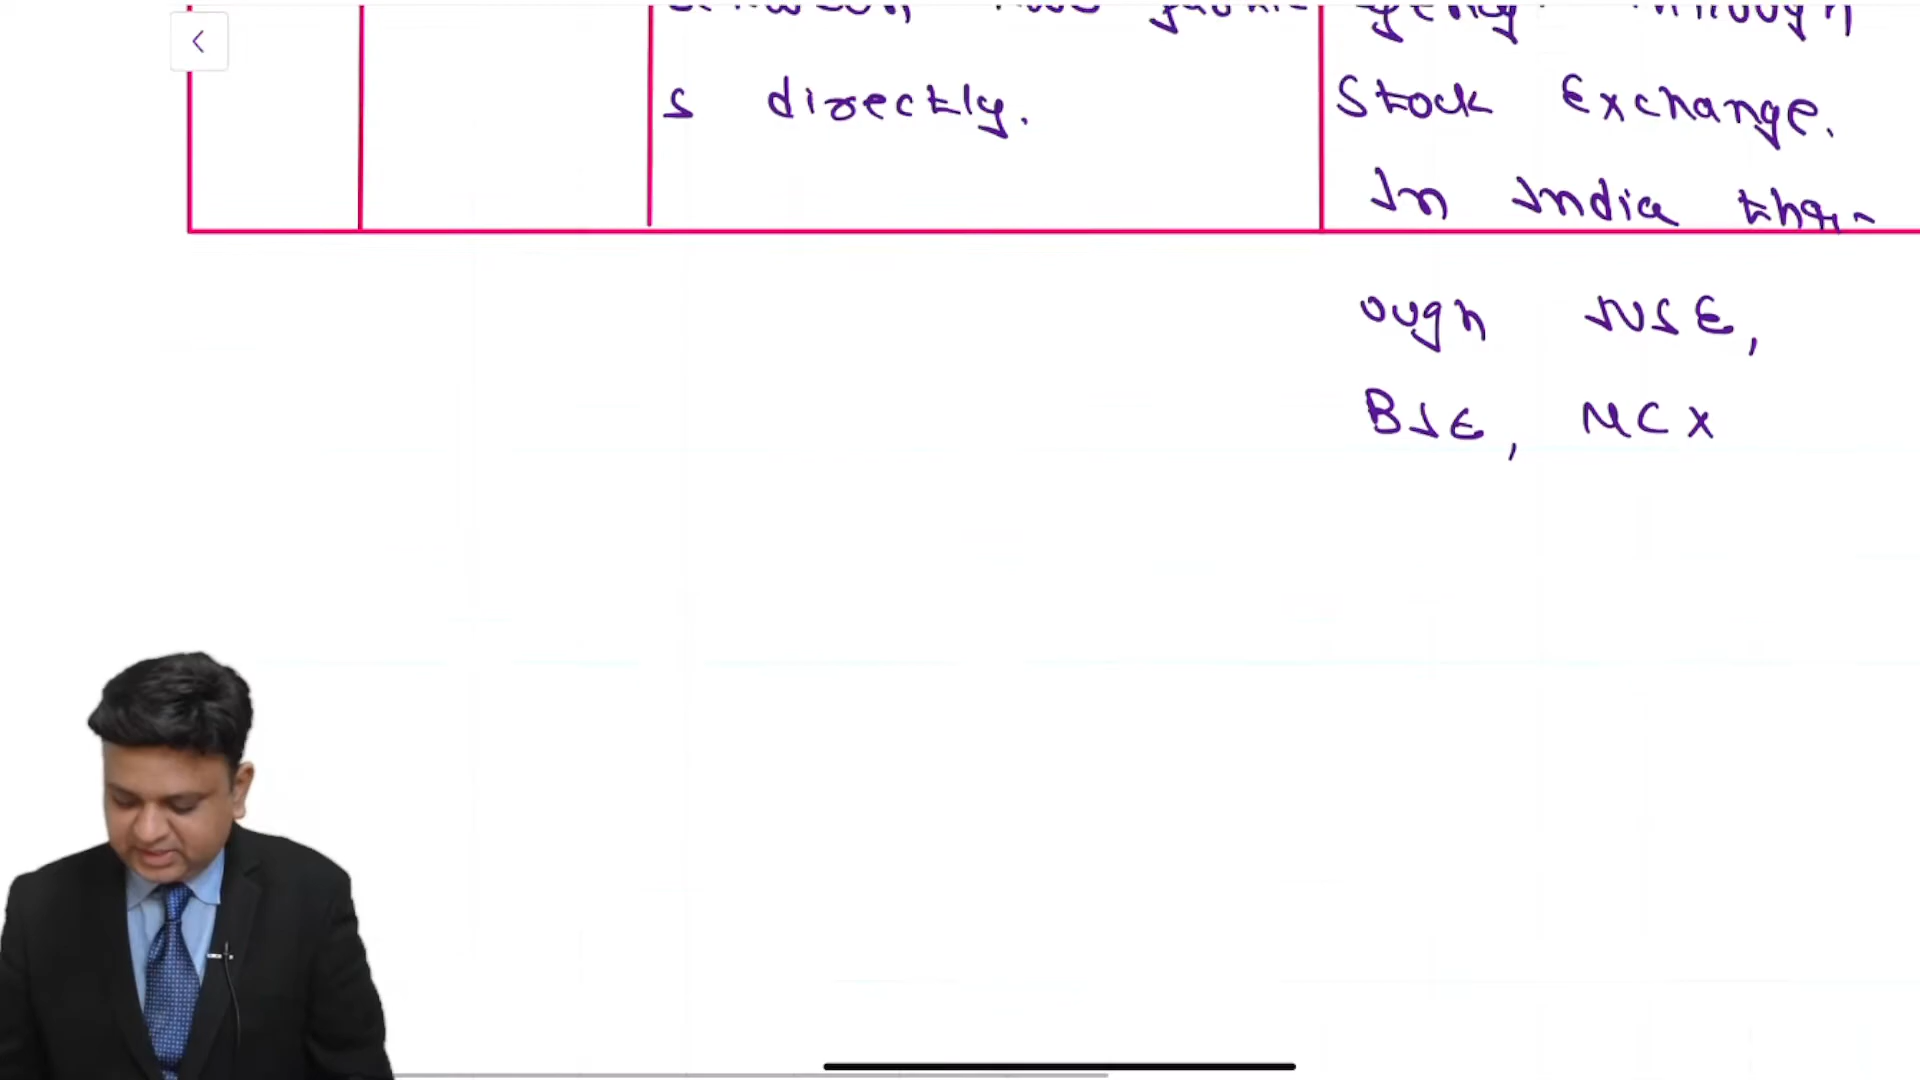 s directly.
Stock Exchange.
In India thr-
ough NSE,
BSE, MCX